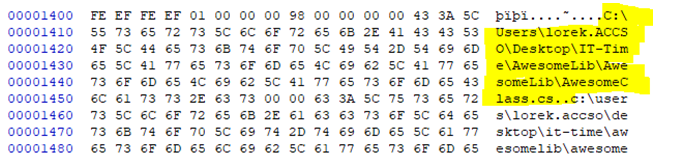 00001400 FE EF FE EF 01 00 00 00 98 00 00 00 00 43 3A 5C þïþï....˜....C:\
00001410 55 73 65 72 73 5C 6C 6F 72 65 6B 2E 41 43 43 53 Users\lorek.ACCS
00001420 4F 5C 44 65 73 6B 74 6F 70 5C 49 54 2D 54 69 6D O\Desktop\IT-Tim
00001430 65 5C 41 77 65 73 6F 6D 65 4C 69 62 5C 41 77 65 e\AwesomeLib\Awe
00001440 73 6F 6D 65 4C 69 62 5C 41 77 65 73 6F 6D 65 43 someLib\AwesomeC
00001450 6C 61 73 73 2E 63 73 00 00 63 3A 5C 75 73 65 72 lass.cs..c:\user
00001460 73 5C 6C 6F 72 65 6B 2E 61 63 63 73 6F 5C 64 65 s\lorek.accso\de
00001470 73 6B 74 6F 70 5C 69 74 2D 74 69 6D 65 5C 61 77 sktop\it-time\aw
00001480 65 73 6F 6D 65 6C 69 62 5C 61 77 65 73 6F 6D 65 esomelib\awesome